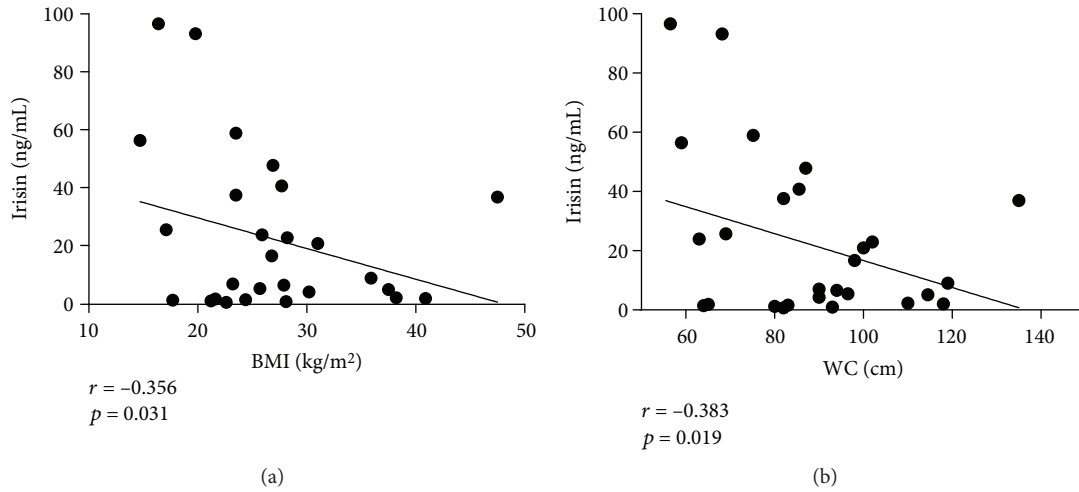 100
80
60
40
20
0
Irisin (ng/mL)
10 20 30 40 50
BMI (kg/m²)
r = –0.356
p = 0.031
(a)
100
80
60
40
20
0
Irisin (ng/mL)
60 80 100 120 140
WC (cm)
r = –0.383
p = 0.019
(b)